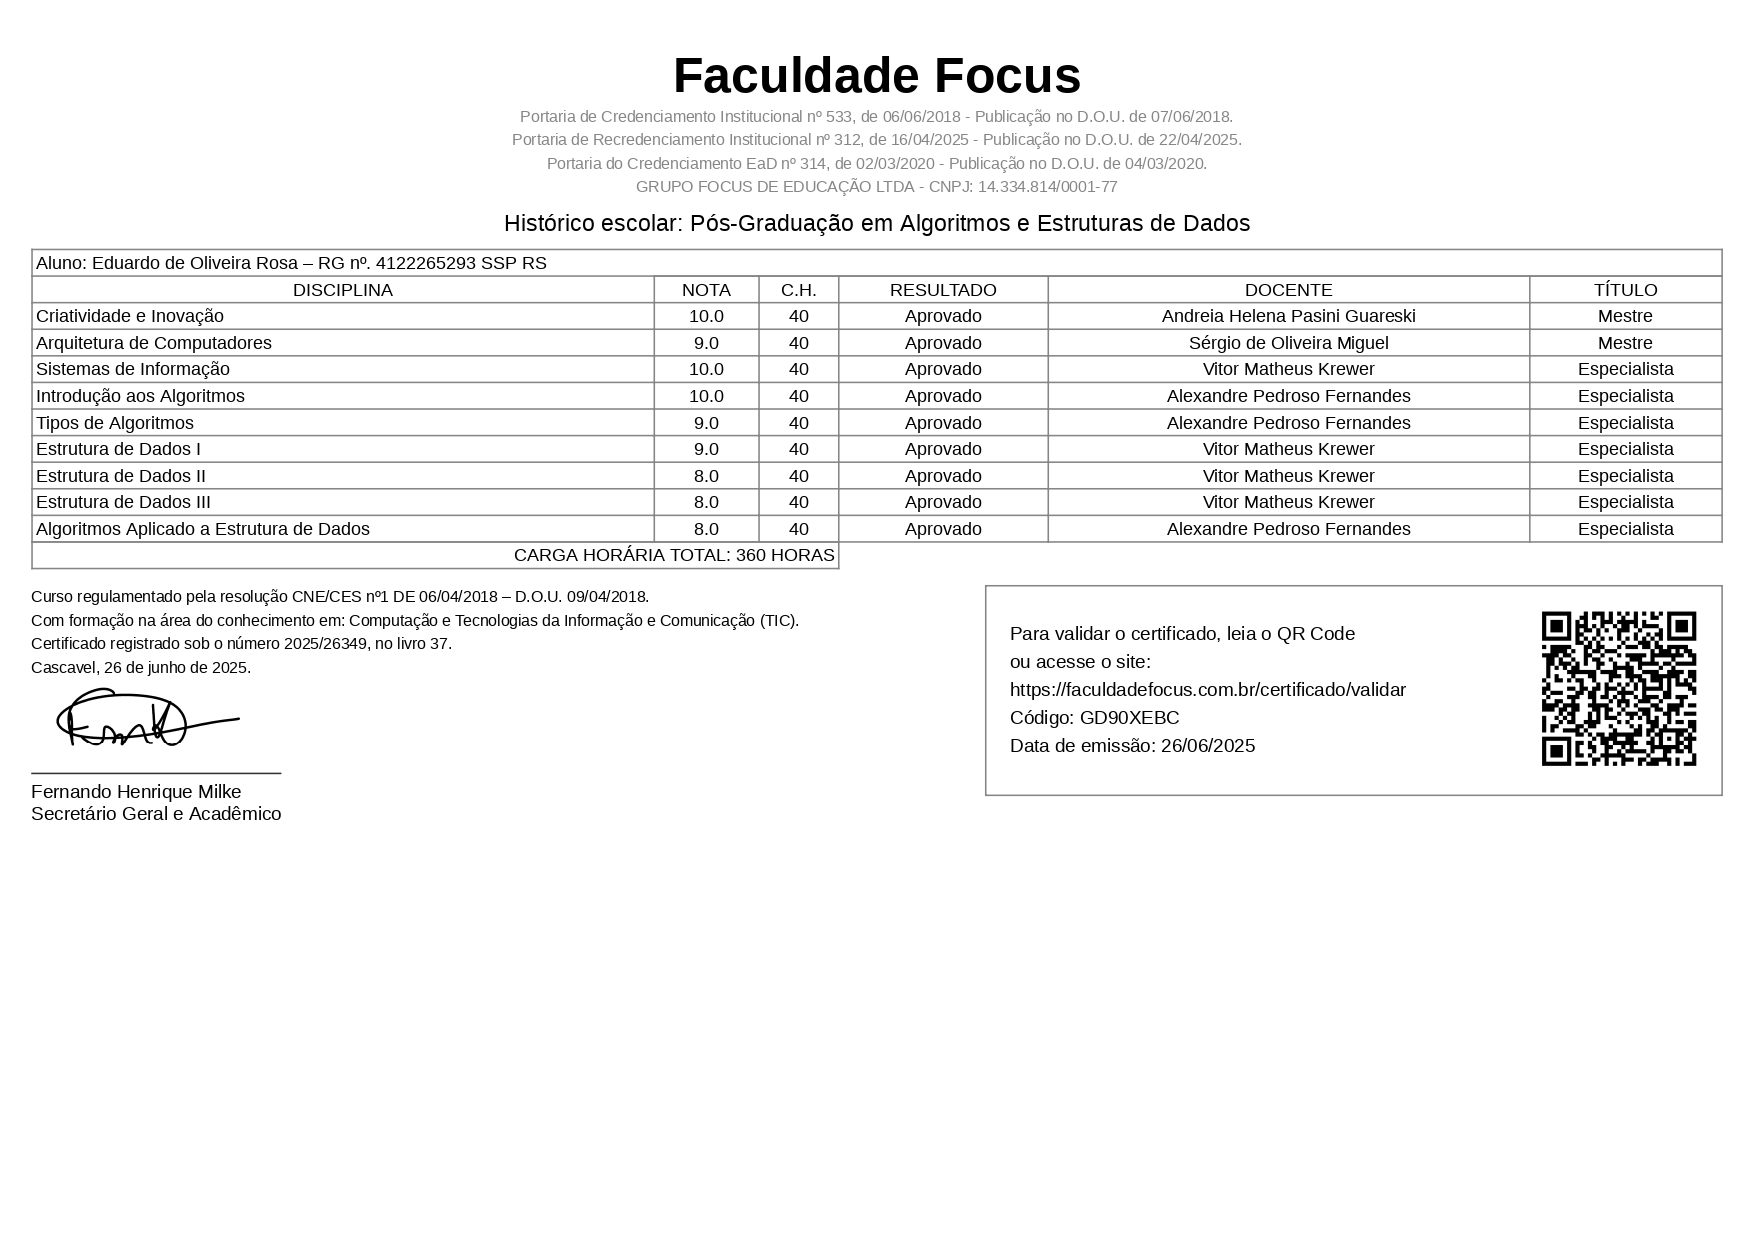 Faculdade Focus
Portaria de Credenciamento Institucional nº 533, de 06/06/2018 - Publicação no D.O.U. de 07/06/2018.
Portaria de Recredenciamento Institucional nº 312, de 16/04/2025 - Publicação no D.O.U. de 22/04/2025.
Portaria do Credenciamento EaD nº 314, de 02/03/2020 - Publicação no D.O.U. de 04/03/2020.
GRUPO FOCUS DE EDUCAÇÃO LTDA - CNPJ: 14.334.814/0001-77
Histórico escolar: Pós-Graduação em Algoritmos e Estruturas de Dados
Aluno: Eduardo de Oliveira Rosa – RG nº. 4122265293 SSP RS
DISCIPLINA NOTA C.H. RESULTADO DOCENTE TÍTULO
Criatividade e Inovação 10.0 40 Aprovado Andreia Helena Pasini Guareski Mestre
Arquitetura de Computadores 9.0 40 Aprovado Sérgio de Oliveira Miguel Mestre
Sistemas de Informação 10.0 40 Aprovado Vitor Matheus Krewer Especialista
Introdução aos Algoritmos 10.0 40 Aprovado Alexandre Pedroso Fernandes Especialista
Tipos de Algoritmos 9.0 40 Aprovado Alexandre Pedroso Fernandes Especialista
Estrutura de Dados I 9.0 40 Aprovado Vitor Matheus Krewer Especialista
Estrutura de Dados II 8.0 40 Aprovado Vitor Matheus Krewer Especialista
Estrutura de Dados III 8.0 40 Aprovado Vitor Matheus Krewer Especialista
Algoritmos Aplicado a Estrutura de Dados 8.0 40 Aprovado Alexandre Pedroso Fernandes Especialista
CARGA HORÁRIA TOTAL: 360 HORAS
Curso regulamentado pela resolução CNE/CES nº1 DE 06/04/2018 – D.O.U. 09/04/2018.
Com formação na área do conhecimento em: Computação e Tecnologias da Informação e Comunicação (TIC).
Certificado registrado sob o número 2025/26349, no livro 37.
Cascavel, 26 de junho de 2025.
Fernando Henrique Milke
Secretário Geral e Acadêmico
Para validar o certificado, leia o QR Code
ou acesse o site:
https://faculdadefocus.com.br/certificado/validar
Código: GD90XEBC
Data de emissão: 26/06/2025